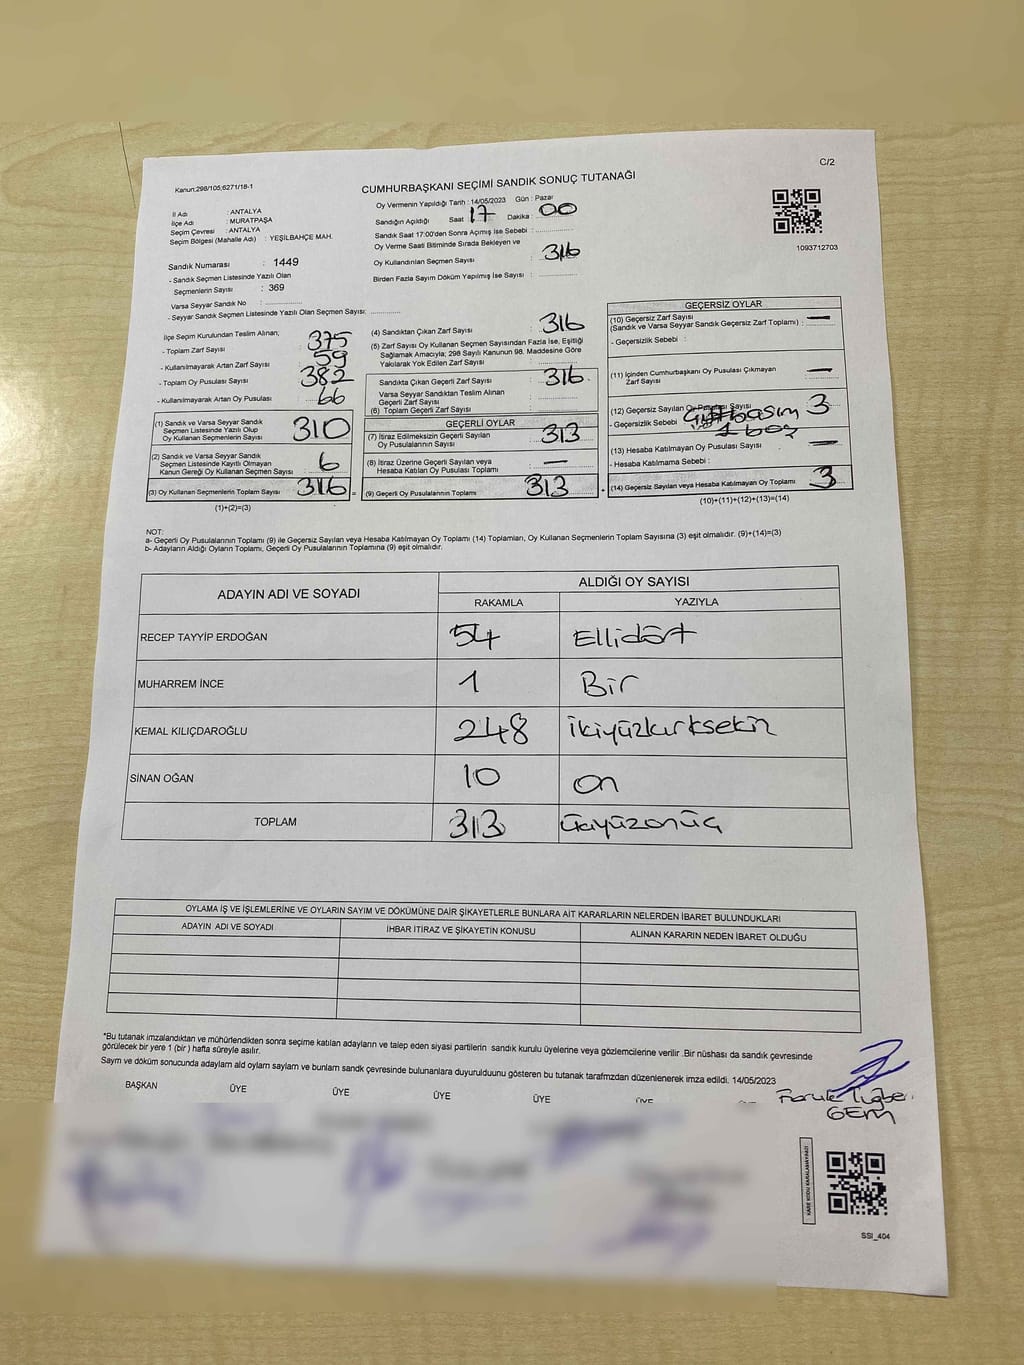 C/2
Kanun:298/105;6271/18-1
CUMHURBAŞKANI SEÇİMİ SANDIK SONUÇ TUTANAĞI
İl Adı : ANTALYA
İlçe Adı : MURATPAŞA
Seçim Çevresi : ANTALYA
Seçim Bölgesi (Mahalle Adı) : YEŞİLBAHÇE MAH.
Sandık Numarası : 1449
- Sandık Seçmen Listesinde Yazılı Olan
Seçmenlerin Sayısı : 369
Varsa Seyyar Sandık No : ..................
- Seyyar Sandık Seçmen Listesinde Yazılı Olan Seçmen Sayısı: ..............
Oy Vermenin Yapıldığı Tarih : 14/05/2023 Gün : Pazar
Sandığın Açıldığı Saat : 17 Dakika : 00
Sandık Saat 17:00'den Sonra Açımış İse Sebebi : ..................
Oy Verme Saati Bitiminde Sırada Bekleyen ve
Oy Kullandırılan Seçmen Sayısı : 316
Birden Fazla Sayım Döküm Yapılmış İse Sayısı : ..................
1093712703
İlçe Seçim Kurulundan Teslim Alınan;
- Toplam Zarf Sayısı : 375
- Kullanılmayarak Artan Zarf Sayısı : 59
- Toplam Oy Pusulası Sayısı : 382
- Kullanılmayarak Artan Oy Pusulası : 66
(1) Sandık ve Varsa Seyyar Sandık
Seçmen Listesinde Yazılı Olup
Oy Kullanan Seçmenlerin Sayısı : 310
(2) Sandık ve Varsa Seyyar Sandık
Seçmen Listesinde Kayıtlı Olmayan
Kanun Gereği Oy Kullanan Seçmen Sayısı : 6
(3) Oy Kullanan Seçmenlerin Toplam Sayısı : 316 =
(1)+(2)=(3)
(4) Sandıktan Çıkan Zarf Sayısı : 316
(5) Zarf Sayısı Oy Kullanan Seçmen Sayısından Fazla İse, Eşitliği
Sağlamak Amacıyla; 298 Sayılı Kanunun 98. Maddesine Göre
Yakılarak Yok Edilen Zarf Sayısı : ..................
Sandıkta Çıkan Geçerli Zarf Sayısı : 316
Varsa Seyyar Sandıktan Teslim Alınan
Geçerli Zarf Sayısı
(6) Toplam Geçerli Zarf Sayısı : ..................
GEÇERLİ OYLAR
(7) İtiraz Edilmeksizin Geçerli Sayılan
Oy Pusulalarının Sayısı : 313
(8) İtiraz Üzerine Geçerli Sayılan veya
Hesaba Katılan Oy Pusulası Toplamı : —
(9) Geçerli Oy Pusulalarının Toplamı : 313 +
GEÇERSİZ OYLAR
(10) Geçersiz Zarf Sayısı
(Sandık ve Varsa Seyyar Sandık Geçersiz Zarf Toplamı) : —
- Geçersizlik Sebebi :
(11) İçinden Cumhurbaşkanı Oy Pusulası Çıkmayan
Zarf Sayısı : —
(12) Geçersiz Sayılan Oy Pusulası Sayısı : 3
- Geçersizlik Sebebi
1 boş
(13) Hesaba Katılmayan Oy Pusulası Sayısı : —
- Hesaba Katılmama Sebebi :
(14) Geçersiz Sayılan veya Hesaba Katılmayan Oy Toplamı : 3
(10)+(11)+(12)+(13)=(14)
NOT:
a- Geçerli Oy Pusulalarının Toplamı (9) ile Geçersiz Sayılan veya Hesaba Katılmayan Oy Toplamı (14) Toplamları, Oy Kullanan Seçmenlerin Toplam Sayısına (3) eşit olmalıdır. (9)+(14)=(3)
b- Adayların Aldığı Oyların Toplamı, Geçerli Oy Pusulalarının Toplamına (9) eşit olmalıdır.
ADAYIN ADI VE SOYADI ALDIĞI OY SAYISI
RAKAMLA YAZIYLA
RECEP TAYYİP ERDOĞAN 54 Ellidört
MUHARREM İNCE 1 Bir
KEMAL KILIÇDAROĞLU 248 ikiyüzkırksekiz
SİNAN OĞAN 10 on
TOPLAM 313 üçyüzonüç
OYLAMA İŞ VE İŞLEMLERİNE VE OYLARIN SAYIM VE DÖKÜMÜNE DAİR ŞİKAYETLERLE BUNLARA AİT KARARLARIN NELERDEN İBARET BULUNDUKLARI
ADAYIN ADI VE SOYADI İHBAR İTİRAZ VE ŞİKAYETİN KONUSU ALINAN KARARIN NEDEN İBARET OLDUĞU
*Bu tutanak imzalandıktan ve mühürlendikten sonra seçime katılan adayların ve talep eden siyasi partilerin sandık kurulu üyelerine veya gözlemcilerine verilir .Bir nüshası da sandık çevresinde
görülecek bir yere 1 (bir ) hafta süreyle asılır.
Sayım ve döküm sonucunda adayların aldığı oyların sayıları ve bunların sandık çevresinde bulunanlara duyurulduğunu gösteren bu tutanak tarafımızdan düzenlenerek imza edildi. 14/05/2023
BAŞKAN ÜYE ÜYE ÜYE ÜYE ÜYE
GEM
KARE KODU KARALAMAYINIZ!
SSI_404